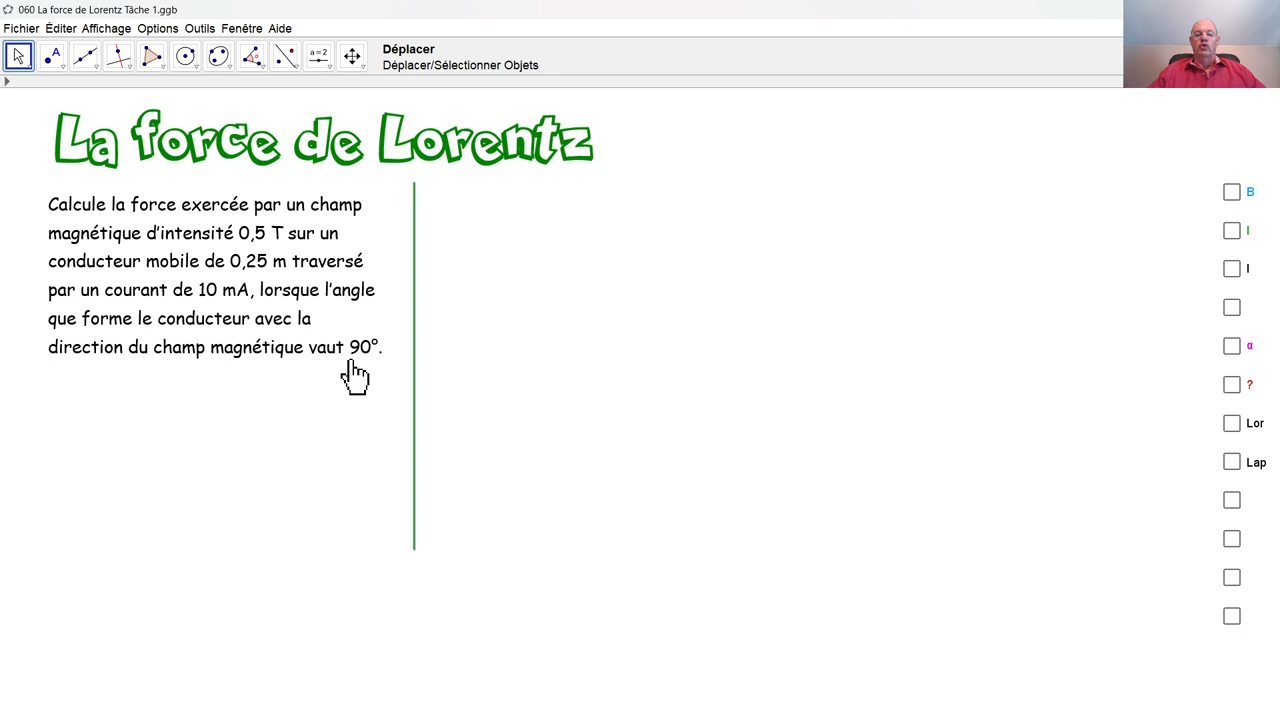 060 La force de Lorentz Tâche 1.ggb
Fichier Éditer Affichage Options Outils Fenêtre Aide
A
a=2
Déplacer
Déplacer/Sélectionner Objets
La force de Lorentz
Calcule la force exercée par un champ
magnétique d’intensité 0,5 T sur un
conducteur mobile de 0,25 m traversé
par un courant de 10 mA, lorsque l’angle
que forme le conducteur avec la
direction du champ magnétique vaut 90°.
B
l
I
α
?
Lor
Lap